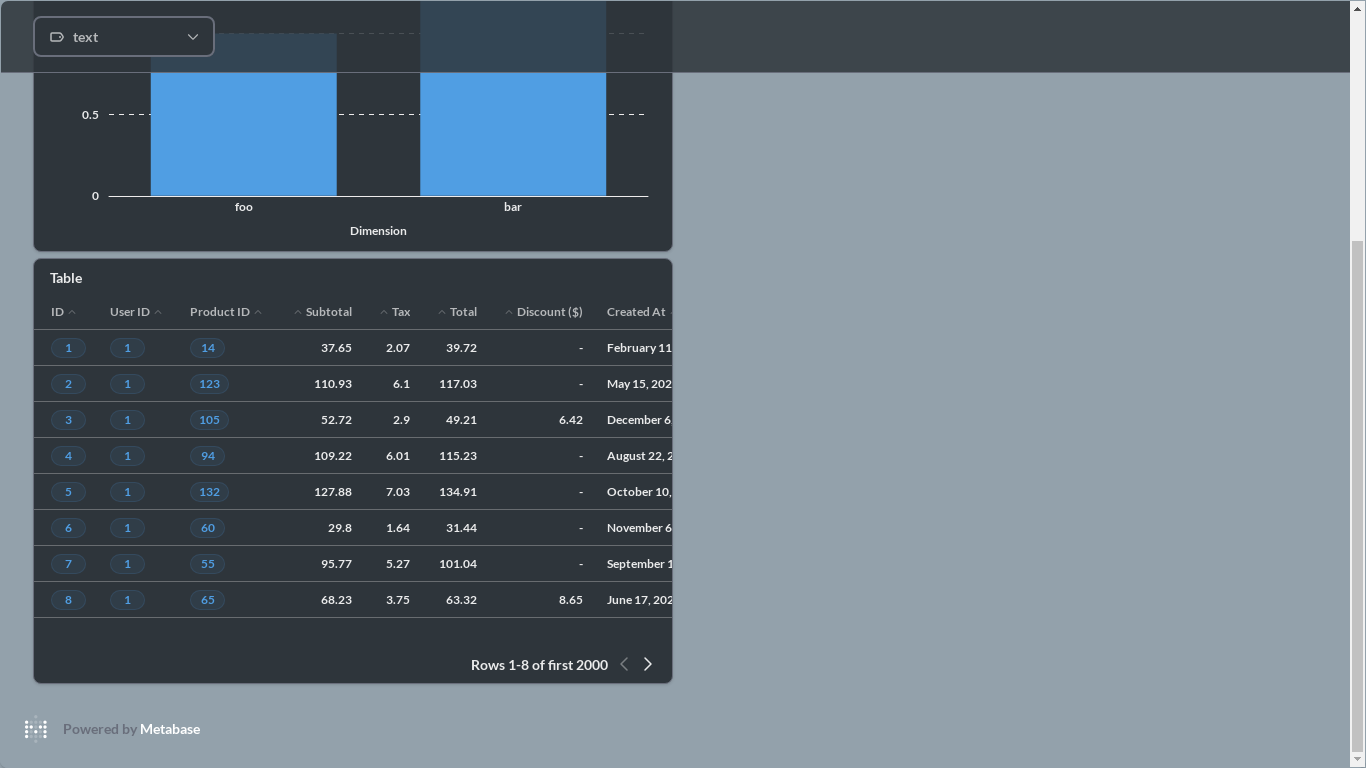 text
0.5
0
foo bar
Dimension
Table
ID User ID Product ID Subtotal Tax Total Discount ($) Created At
1 1 14 37.65 2.07 39.72 - February 11
2 1 123 110.93 6.1 117.03 - May 15, 202
3 1 105 52.72 2.9 49.21 6.42 December 6,
4 1 94 109.22 6.01 115.23 - August 22, 2
5 1 132 127.88 7.03 134.91 - October 10,
6 1 60 29.8 1.64 31.44 - November 6
7 1 55 95.77 5.27 101.04 - September 1
8 1 65 68.23 3.75 63.32 8.65 June 17, 202
Rows 1-8 of first 2000
Powered by Metabase